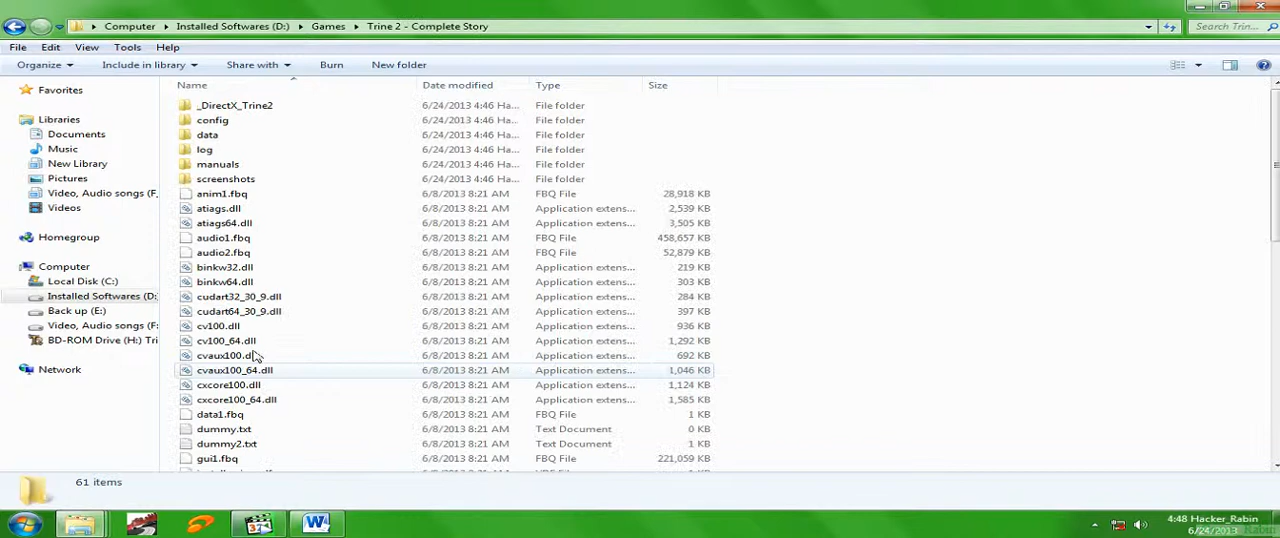 Computer Installed Softwares (D:) Games Trine 2 - Complete Story Search Trin...
File Edit View Tools Help
Organize Include in library Share with Burn New folder
Name Date modified Type Size
Favorites
Libraries
Documents
Music
New Library
Pictures
Video, Audio songs (F
Videos
Homegroup
Computer
Local Disk (C:)
Installed Softwares (D:
Back up (E:)
Video, Audio songs (F:
BD-ROM Drive (H:) Tri
Network
_DirectX_Trine2 6/24/2013 4:46 Ha... File folder
config 6/24/2013 4:46 Ha... File folder
data 6/24/2013 4:46 Ha... File folder
log 6/24/2013 4:46 Ha... File folder
manuals 6/24/2013 4:46 Ha... File folder
screenshots 6/24/2013 4:46 Ha... File folder
anim1.fbq 6/8/2013 8:21 AM FBQ File 28,918 KB
atiags.dll 6/8/2013 8:21 AM Application extens... 2,539 KB
atiags64.dll 6/8/2013 8:21 AM Application extens... 3,505 KB
audio1.fbq 6/8/2013 8:21 AM FBQ File 458,657 KB
audio2.fbq 6/8/2013 8:21 AM FBQ File 52,879 KB
binkw32.dll 6/8/2013 8:21 AM Application extens... 219 KB
binkw64.dll 6/8/2013 8:21 AM Application extens... 303 KB
cudart32_30_9.dll 6/8/2013 8:21 AM Application extens... 284 KB
cudart64_30_9.dll 6/8/2013 8:21 AM Application extens... 397 KB
cv100.dll 6/8/2013 8:21 AM Application extens... 936 KB
cv100_64.dll 6/8/2013 8:21 AM Application extens... 1,292 KB
cvaux100.dll 6/8/2013 8:21 AM Application extens... 692 KB
cvaux100_64.dll 6/8/2013 8:21 AM Application extens... 1,046 KB
cxcore100.dll 6/8/2013 8:21 AM Application extens... 1,124 KB
cxcore100_64.dll 6/8/2013 8:21 AM Application extens... 1,585 KB
data1.fbq 6/8/2013 8:21 AM FBQ File 1 KB
dummy.txt 6/8/2013 8:21 AM Text Document 0 KB
dummy2.txt 6/8/2013 8:21 AM Text Document 1 KB
gui1.fbq 6/8/2013 8:21 AM FBQ File 221,059 KB
61 items
4:48 Hacker_Rabin
6/24/2013